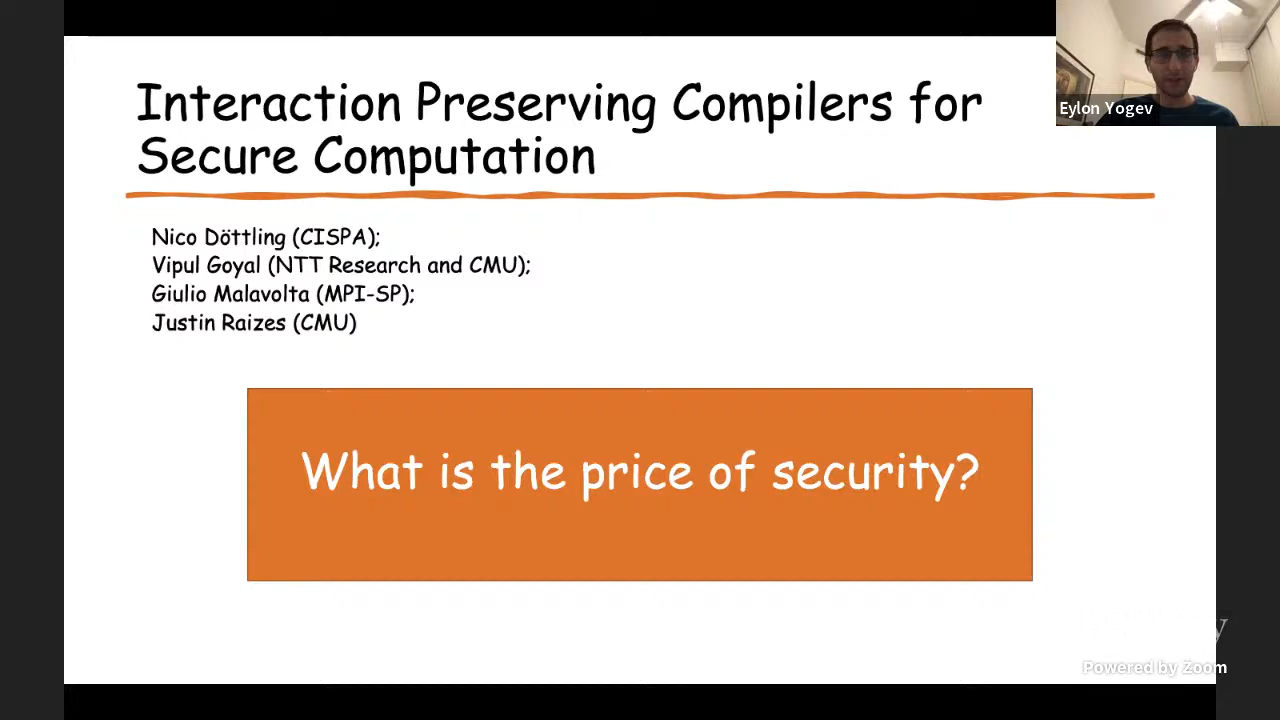 Interaction Preserving Compilers for
Secure Computation
Eylon Yogev
Nico Döttling (CISPA);
Vipul Goyal (NTT Research and CMU);
Giulio Malavolta (MPI-SP);
Justin Raizes (CMU)
What is the price of security?
Powered by Zoom